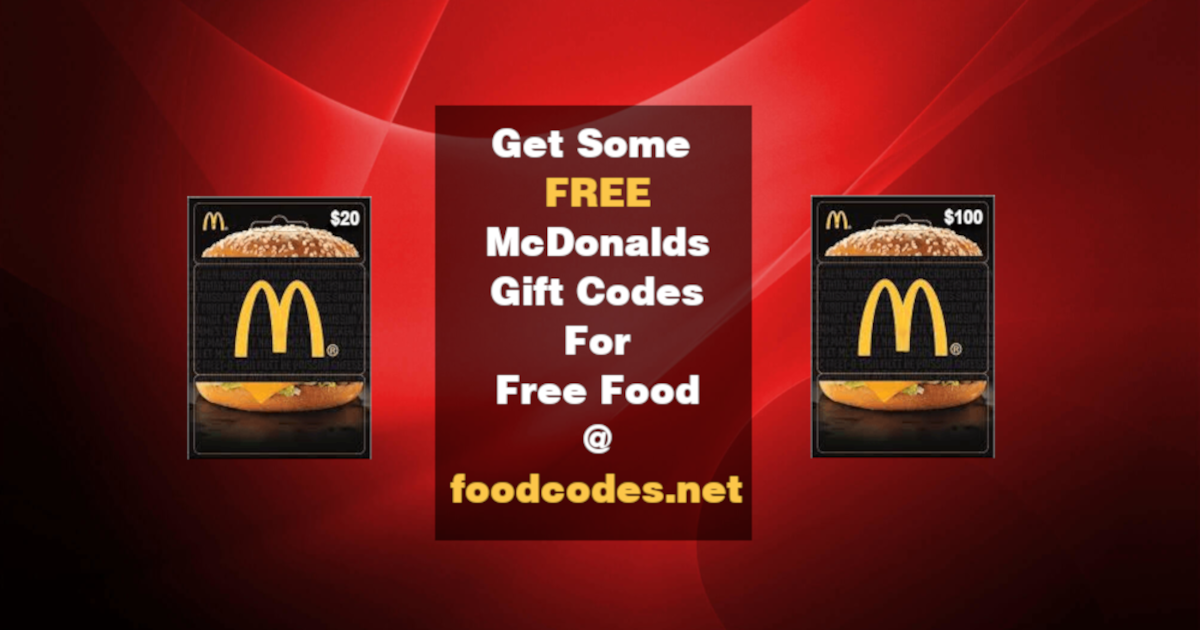 Get Some
FREE
McDonalds
Gift Codes
For
Free Food
@
foodcodes.net
$20
®
$100
®